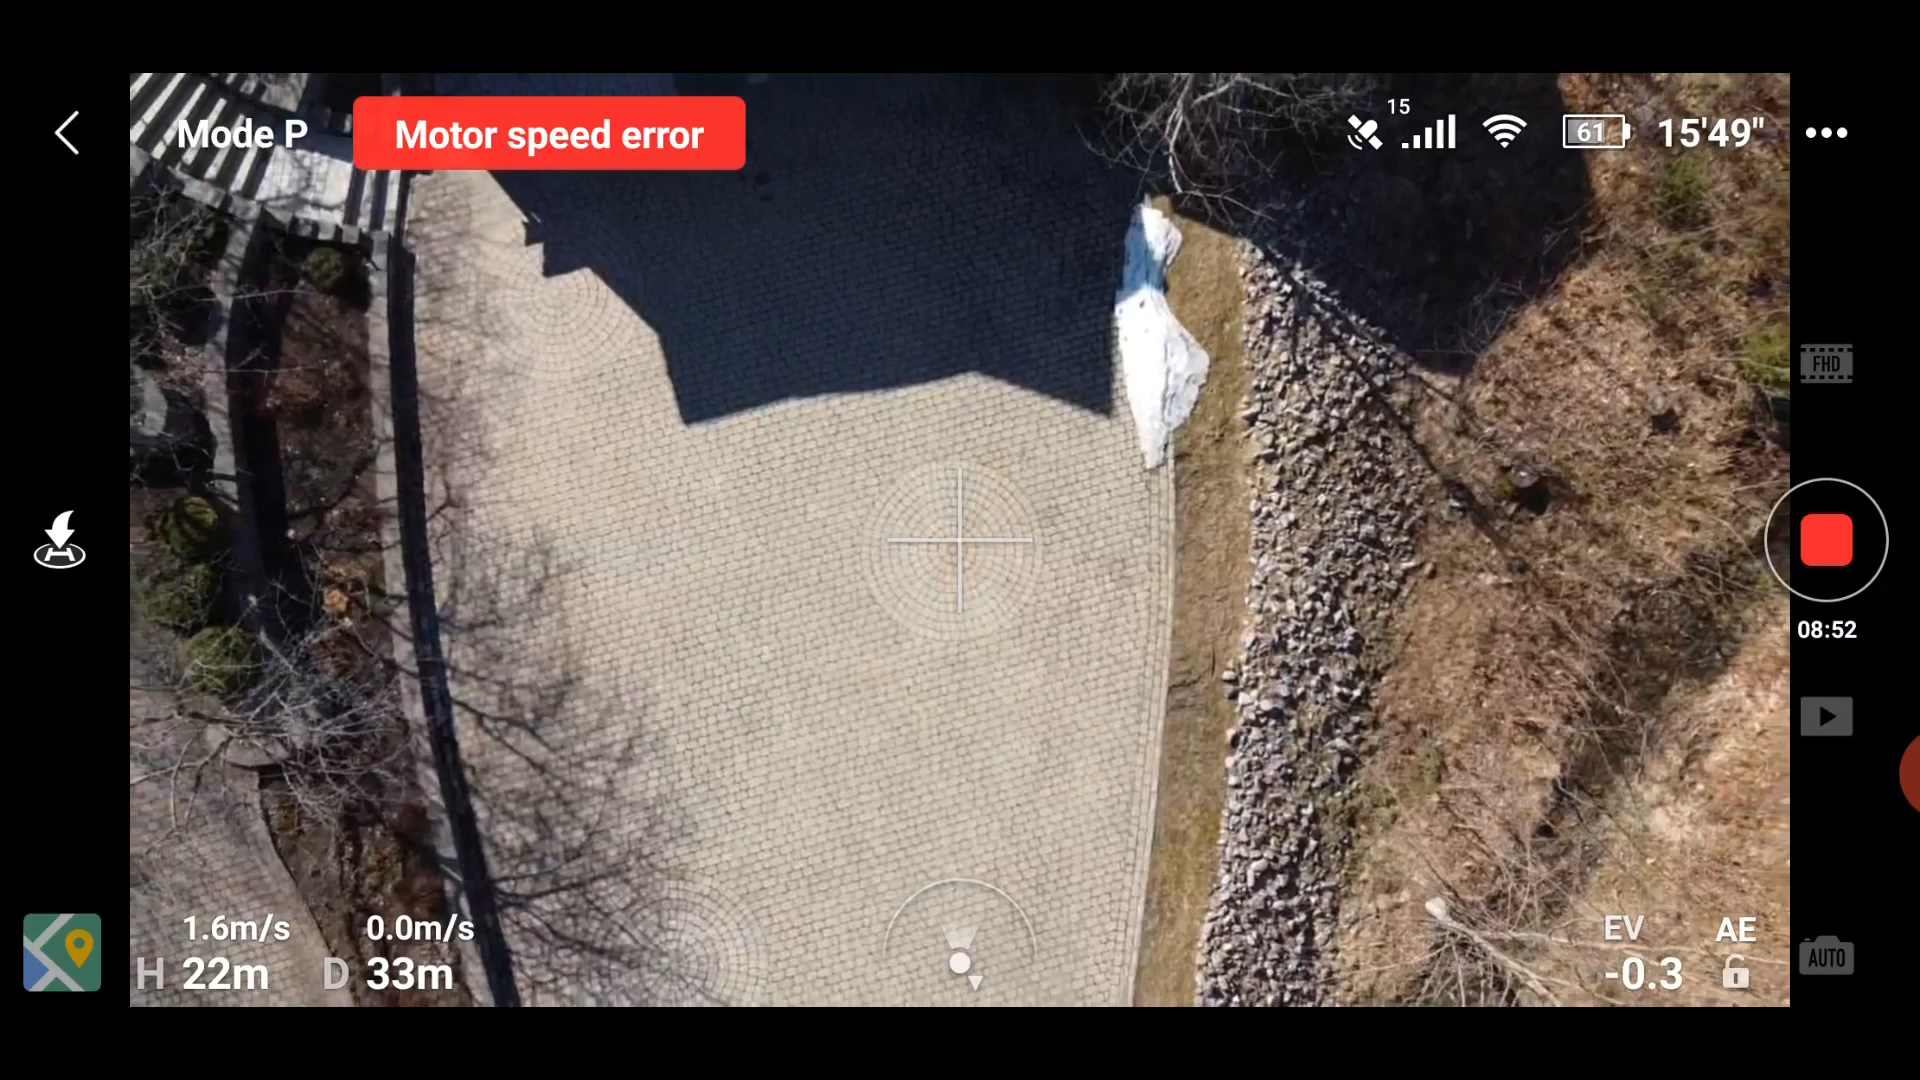 Mode P
Motor speed error
15
61
15'49"
FHD
08:52
1.6m/s
0.0m/s
H 22m
D 33m
EV
-0.3
AE
AUTO